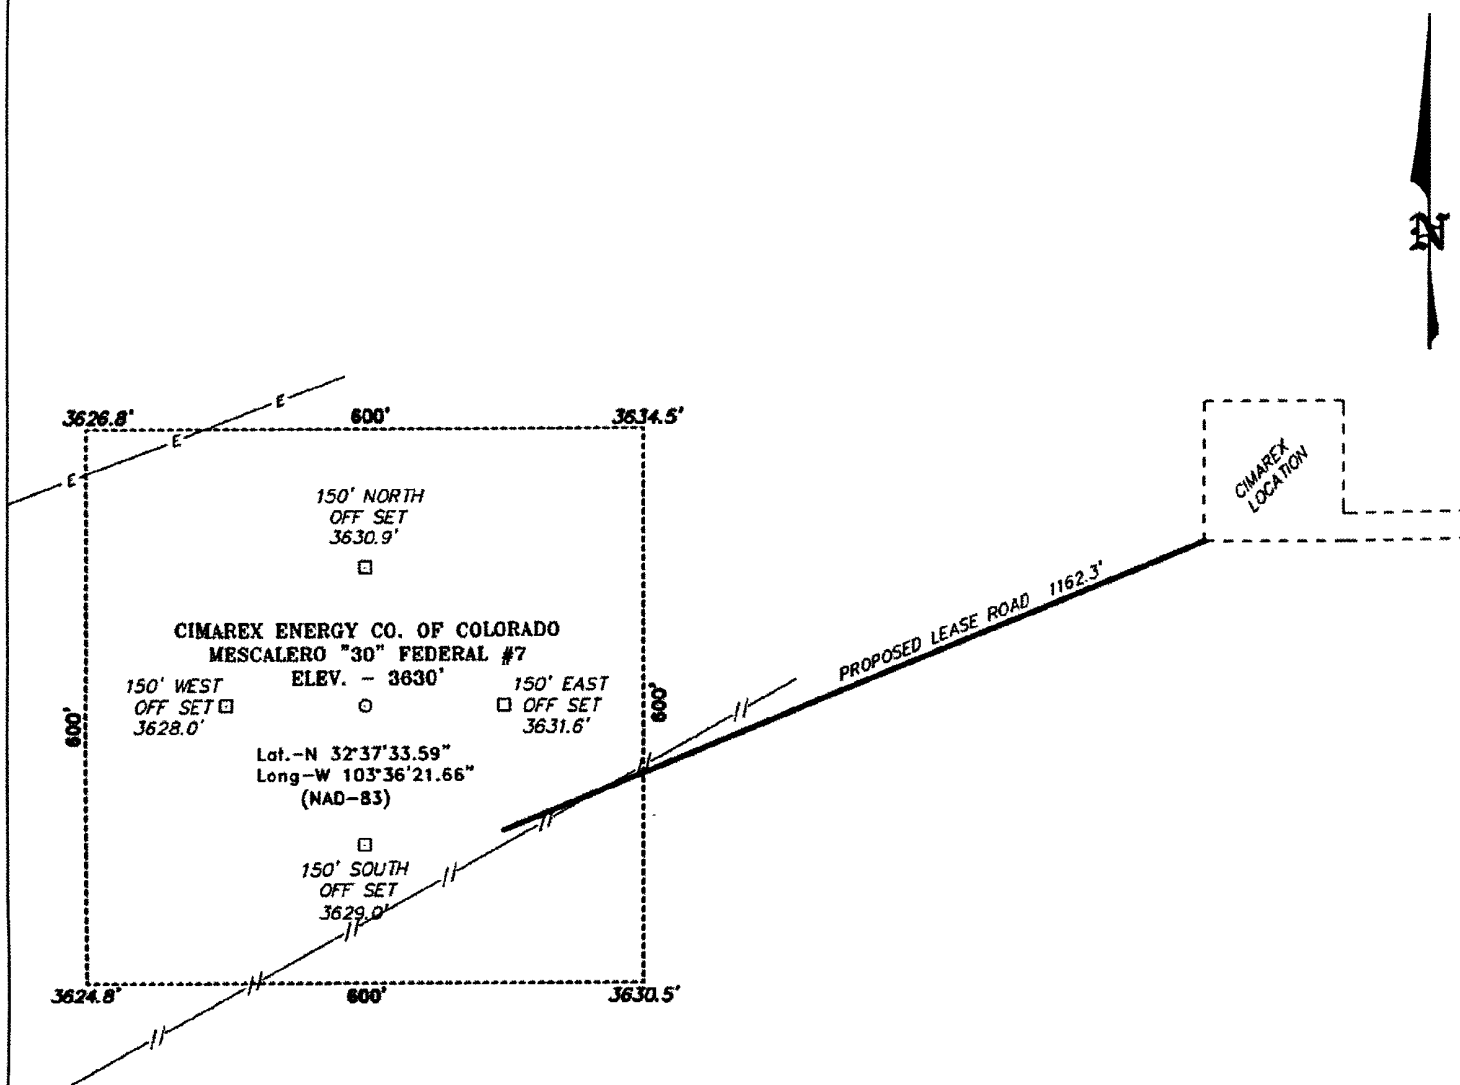 N
E
E
E
3626.8'
600'
3634.5'
150' NORTH
OFF SET
3630.9'
CIMAREX
LOCATION
PROPOSED LEASE ROAD 1162.3'
CIMAREX ENERGY CO. OF COLORADO
MESCALERO "30" FEDERAL #7
ELEV. - 3630'
150' WEST
OFF SET
3628.0'
150' EAST
OFF SET
3631.6'
600'
600'
Lat.-N 32°37'33.59"
Long-W 103°36'21.66"
(NAD-83)
150' SOUTH
OFF SET
3629.0'
3624.8'
600'
3630.5'